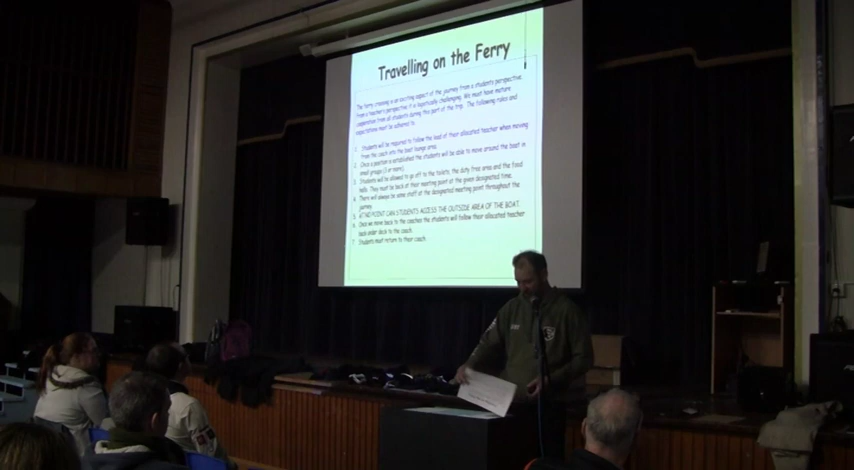 Travelling on the Ferry
The ferry crossing is an exciting aspect of the journey from a students perspective;
from a teacher's perspective it is logistically challenging. We must have mature
cooperation from all students during this part of the trip. The following rules and
expectations must be adhered to.
1. Students will be required to follow the lead of their allocated teacher when moving
from the coach into the boat lounge area.
2. Once a position is established the students will be able to move around the boat in
small groups (3 or more).
3. Students will be allowed to go off to the toilets, the duty free area and the food
halls. They must be back at their meeting point at the given designated time.
4. There will always be some staff at the designated meeting point throughout the
journey.
5. AT NO POINT CAN STUDENTS ACCESS THE OUTSIDE AREA OF THE BOAT.
6. Once we move back to the coaches the students will follow their allocated teacher
back under deck to the coach.
7. Students must return to their coach.